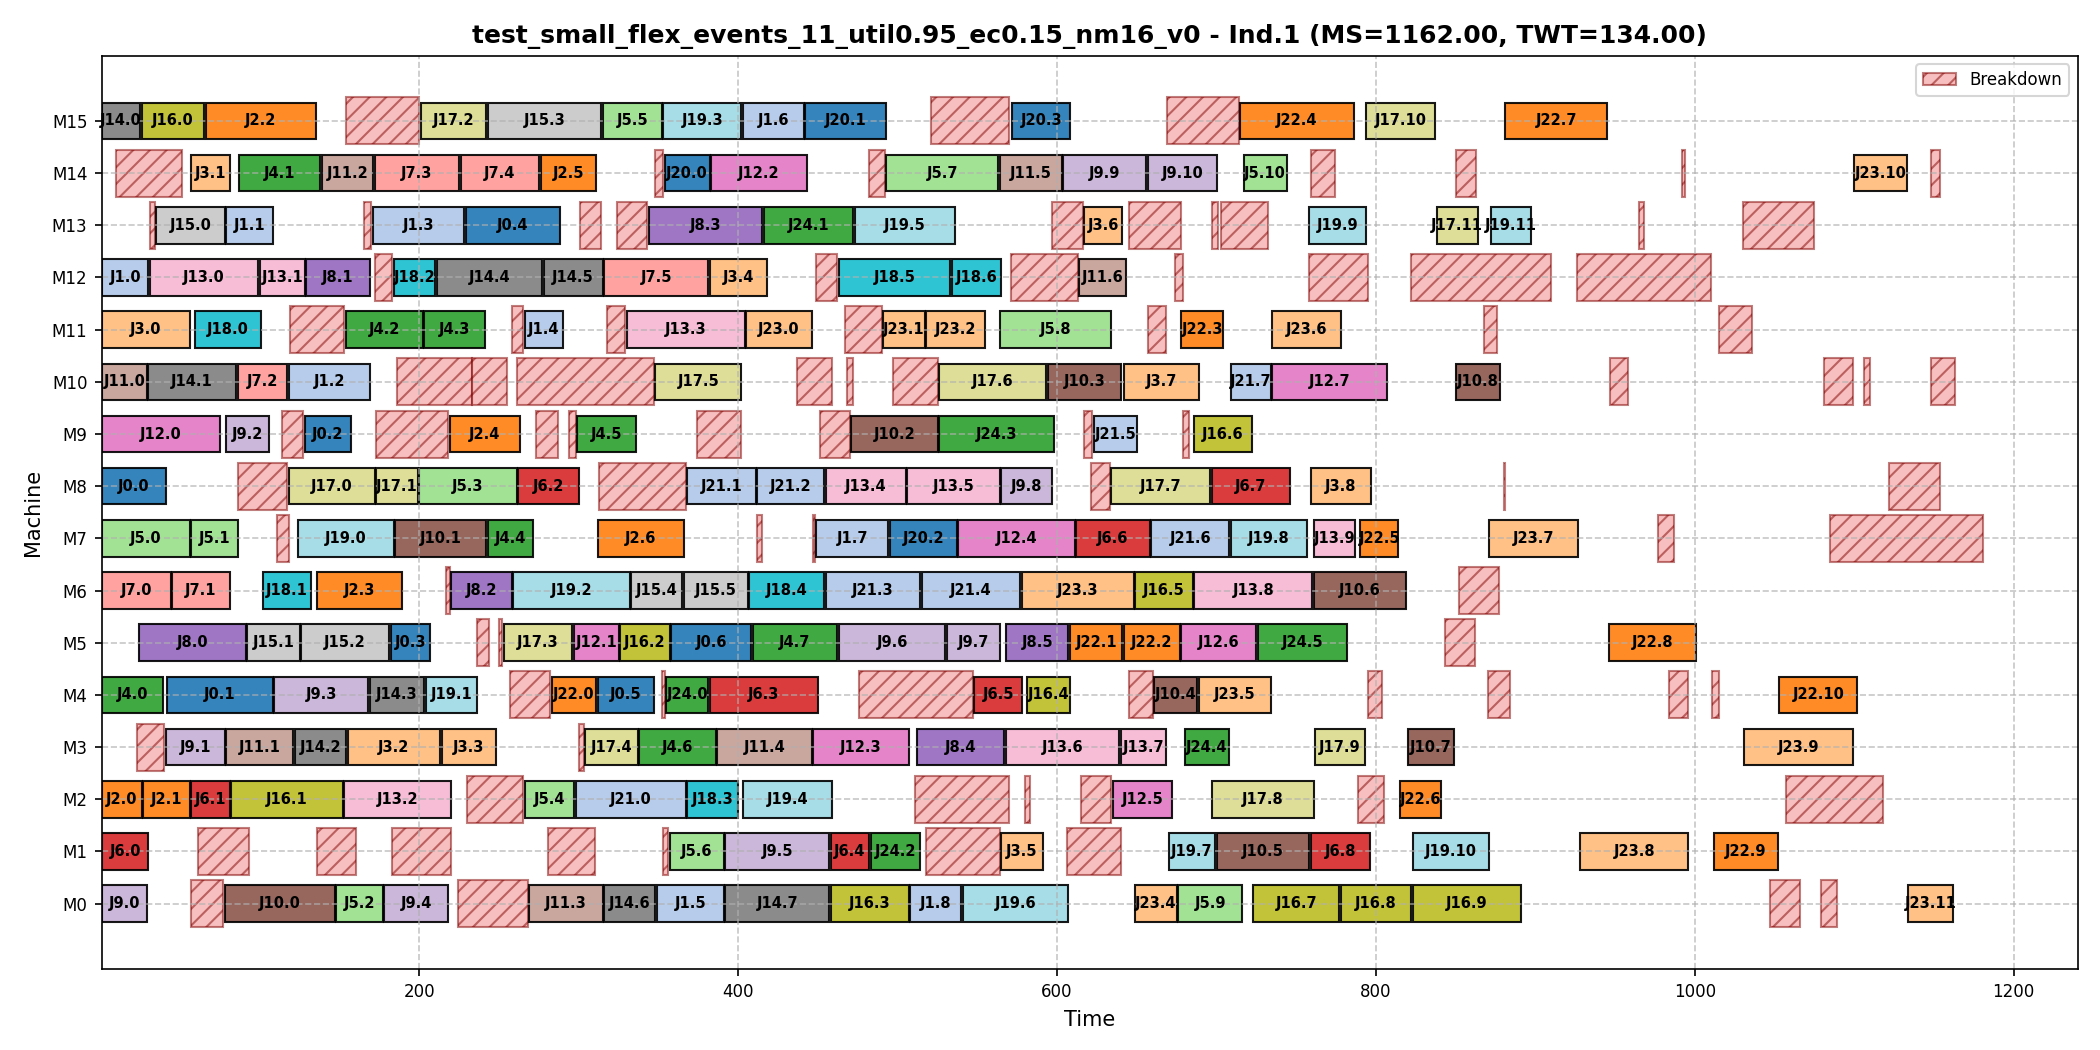 test_small_flex_events_11_util0.95_ec0.15_nm16_v0 - Ind.1 (MS=1162.00, TWT=134.00)
Breakdown
M15 J14.0 J16.0 J2.2 J17.2 J15.3 J5.5 J19.3 J1.6 J20.1 J20.3 J22.4 J17.10 J22.7
M14 J3.1 J4.1 J11.2 J7.3 J7.4 J2.5 J20.0 J12.2 J5.7 J11.5 J9.9 J9.10 J5.10 J23.10
M13 J15.0 J1.1 J1.3 J0.4 J8.3 J24.1 J19.5 J3.6 J19.9 J17.11 J19.11
M12 J1.0 J13.0 J13.1 J8.1 J18.2 J14.4 J14.5 J7.5 J3.4 J18.5 J18.6 J11.6
M11 J3.0 J18.0 J4.2 J4.3 J1.4 J13.3 J23.0 J23.1 J23.2 J5.8 J22.3 J23.6
M10 J11.0 J14.1 J7.2 J1.2 J17.5 J17.6 J10.3 J3.7 J21.7 J12.7 J10.8
M9 J12.0 J9.2 J0.2 J2.4 J4.5 J10.2 J24.3 J21.5 J16.6
M8 J0.0 J17.0 J17.1 J5.3 J6.2 J21.1 J21.2 J13.4 J13.5 J9.8 J17.7 J6.7 J3.8
M7 J5.0 J5.1 J19.0 J10.1 J4.4 J2.6 J1.7 J20.2 J12.4 J6.6 J21.6 J19.8 J13.9 J22.5 J23.7
M6 J7.0 J7.1 J18.1 J2.3 J8.2 J19.2 J15.4 J15.5 J18.4 J21.3 J21.4 J23.3 J16.5 J13.8 J10.6
M5 J8.0 J15.1 J15.2 J0.3 J17.3 J12.1 J16.2 J0.6 J4.7 J9.6 J9.7 J8.5 J22.1 J22.2 J12.6 J24.5 J22.8
M4 J4.0 J0.1 J9.3 J14.3 J19.1 J22.0 J0.5 J24.0 J6.3 J6.5 J16.4 J10.4 J23.5 J22.10
M3 J9.1 J11.1 J14.2 J3.2 J3.3 J17.4 J4.6 J11.4 J12.3 J8.4 J13.6 J13.7 J24.4 J17.9 J10.7 J23.9
M2 J2.0 J2.1 J6.1 J16.1 J13.2 J5.4 J21.0 J18.3 J19.4 J12.5 J17.8 J22.6
M1 J6.0 J5.6 J9.5 J6.4 J24.2 J3.5 J19.7 J10.5 J6.8 J19.10 J23.8 J22.9
M0 J9.0 J10.0 J5.2 J9.4 J11.3 J14.6 J1.5 J14.7 J16.3 J1.8 J19.6 J23.4 J5.9 J16.7 J16.8 J16.9 J23.11
Machine
200 400 600 800 1000 1200
Time